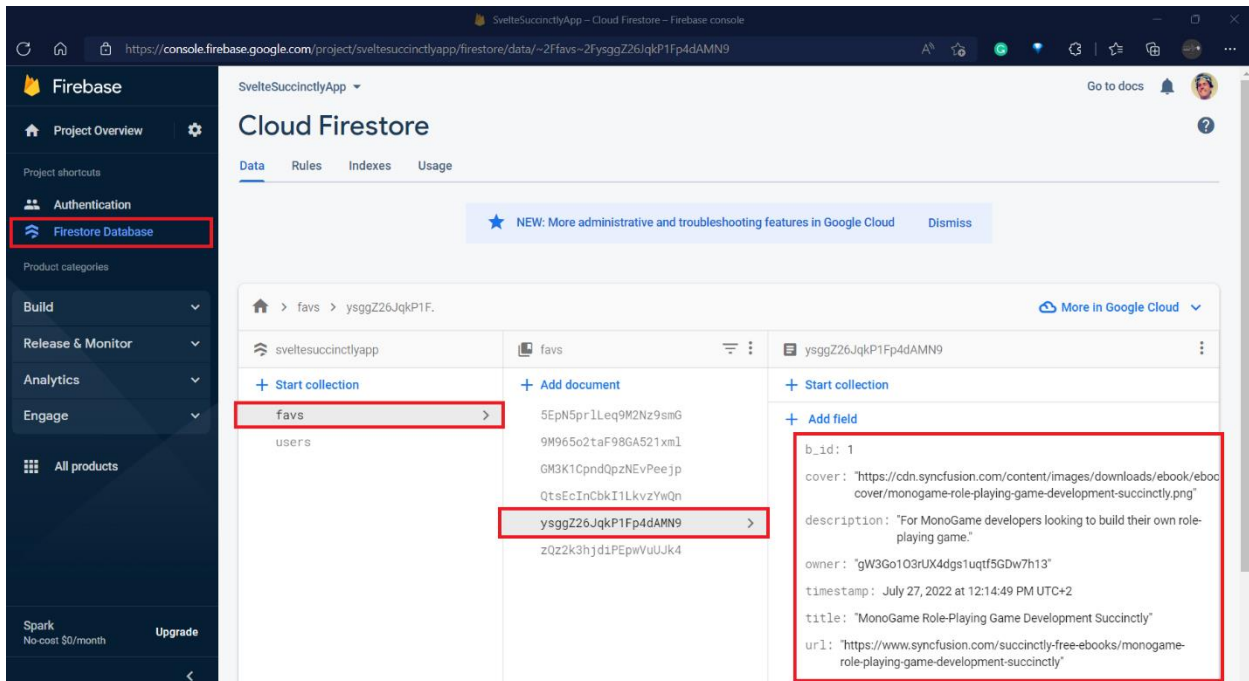 SvelteSuccinctlyApp – Cloud Firestore – Firebase console
https://console.firebase.google.com/project/sveltesuccinctlyapp/firestore/data/~2Ffavs~2FysggZ26JqkP1Fp4dAMN9
Firebase
Project Overview
Project shortcuts
Authentication
Firestore Database
Product categories
Build
Release & Monitor
Analytics
Engage
All products
Spark
No-cost $0/month
Upgrade
SvelteSuccinctlyApp
Go to docs
Cloud Firestore
Data Rules Indexes Usage
NEW: More administrative and troubleshooting features in Google Cloud Dismiss
> favs > ysggZ26JqkP1F.
More in Google Cloud
sveltesuccinctlyapp
+ Start collection
favs
users
favs
+ Add document
5EpN5prlLeq9M2Nz9smG
9M965o2taF98GA521xml
GM3K1CpndQpzNEvPeejp
QtsEcInCbkI1LkvzYwQn
ysggZ26JqkP1Fp4dAMN9
zQz2k3hjdiPEpwVuUJk4
ysggZ26JqkP1Fp4dAMN9
+ Start collection
+ Add field
b_id: 1
cover: "https://cdn.syncfusion.com/content/images/downloads/ebook/eboo
cover/monogame-role-playing-game-development-succinctly.png"
description: "For MonoGame developers looking to build their own role-
playing game."
owner: "gW3Go1O3rUX4dgs1uqtf5GDw7h13"
timestamp: July 27, 2022 at 12:14:49 PM UTC+2
title: "MonoGame Role-Playing Game Development Succinctly"
url: "https://www.syncfusion.com/succinctly-free-ebooks/monogame-
role-playing-game-development-succinctly"